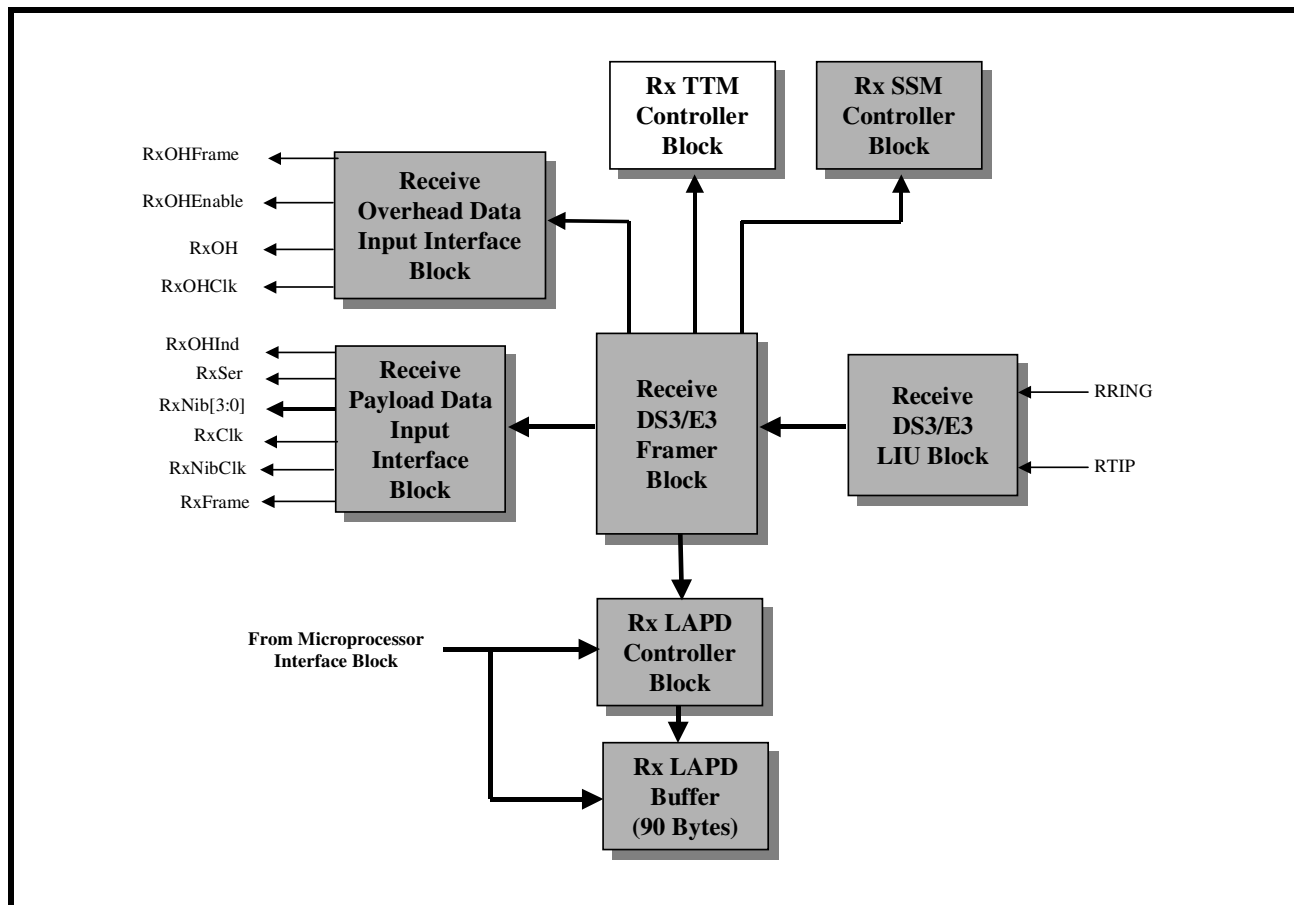 Rx TTM
Controller
Block
Rx SSM
Controller
Block
RxOHFrame
RxOHEnable
RxOH
RxOHClk
Receive
Overhead Data
Input Interface
Block
RxOHInd
RxSer
RxNib[3:0]
RxClk
RxNibClk
RxFrame
Receive
Payload Data
Input
Interface
Block
Receive
DS3/E3
Framer
Block
Receive
DS3/E3
LIU Block
RRING
RTIP
From Microprocessor
Interface Block
Rx LAPD
Controller
Block
Rx LAPD
Buffer
(90 Bytes)